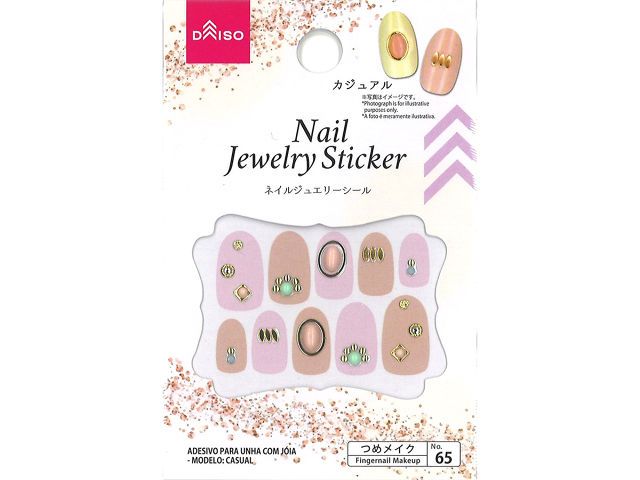 DAISO
カジュアル
※写真はイメージです。
*Photograph is for illustrative
purposes only.
*A foto é meramente ilustrativa.
Nail
Jewelry Sticker
ネイルジュエリーシール
ADESIVO PARA UNHA COM JÓIA
- MODELO: CASUAL
つめメイク
Fingernail Makeup
No.
65